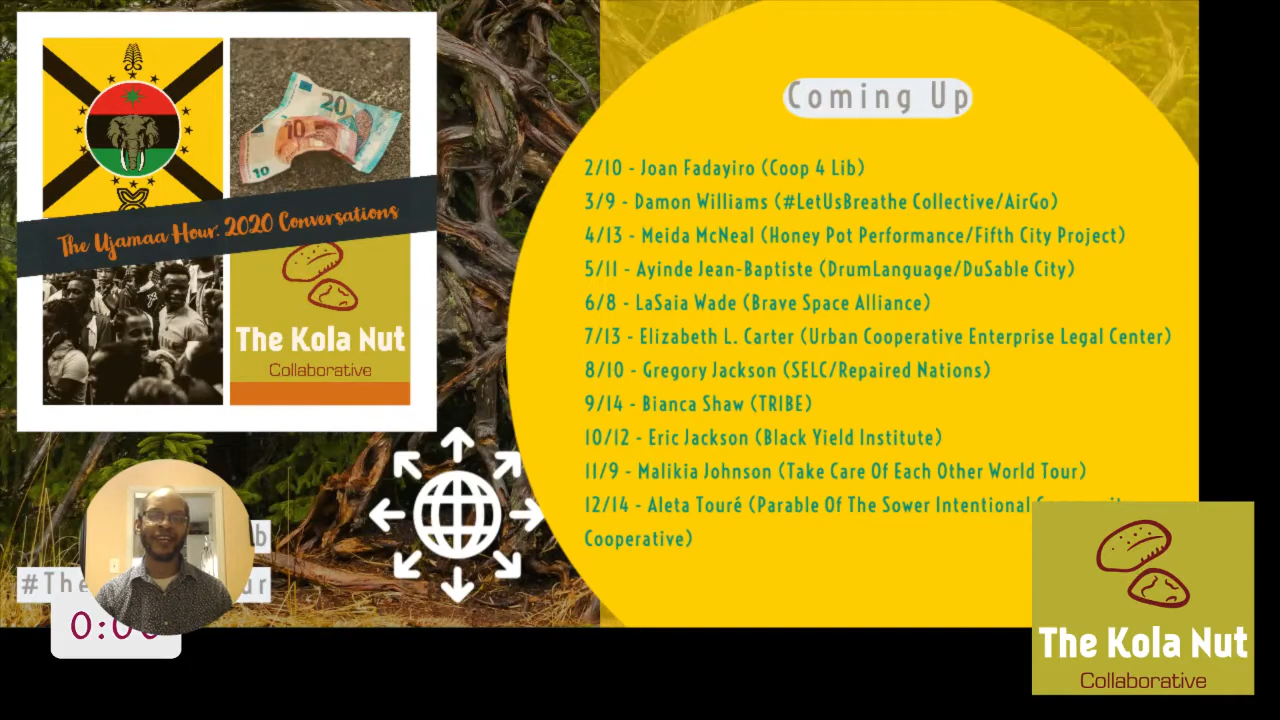 20
10
10
The Ujamaa Hour: 2020 Conversations
The Kola Nut
Collaborative
Coming Up
2/10 - Joan Fadayiro (Coop 4 Lib)
3/9 - Damon Williams (#LetUsBreathe Collective/AirGo)
4/13 - Meida McNeal (Honey Pot Performance/Fifth City Project)
5/11 - Ayinde Jean-Baptiste (DrumLanguage/DuSable City)
6/8 - LaSaia Wade (Brave Space Alliance)
7/13 - Elizabeth L. Carter (Urban Cooperative Enterprise Legal Center)
8/10 - Gregory Jackson (SELC/Repaired Nations)
9/14 - Bianca Shaw (TRIBE)
10/12 - Eric Jackson (Black Yield Institute)
11/9 - Malikia Johnson (Take Care Of Each Other World Tour)
12/14 - Aleta Touré (Parable Of The Sower Intentional
Cooperative)
#The
The Kola Nut
Collaborative